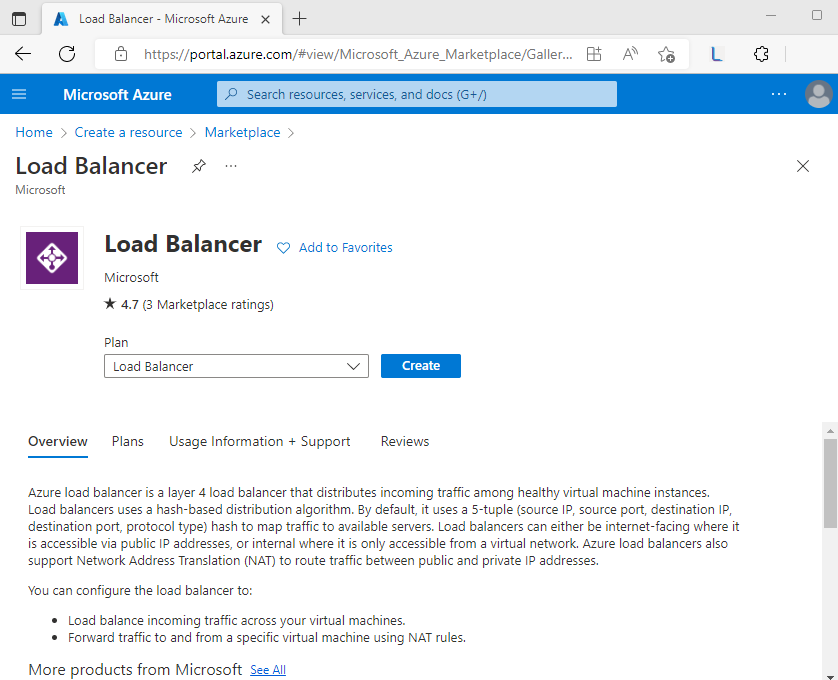 Load Balancer - Microsoft Azure
https://portal.azure.com/#view/Microsoft_Azure_Marketplace/Galler...
Microsoft Azure
Search resources, services, and docs (G+/)
Home > Create a resource > Marketplace >
Load Balancer
Microsoft
Load Balancer
Add to Favorites
Microsoft
★ 4.7 (3 Marketplace ratings)
Plan
Load Balancer
Create
Overview Plans Usage Information + Support Reviews
Azure load balancer is a layer 4 load balancer that distributes incoming traffic among healthy virtual machine instances.
Load balancers uses a hash-based distribution algorithm. By default, it uses a 5-tuple (source IP, source port, destination IP,
destination port, protocol type) hash to map traffic to available servers. Load balancers can either be internet-facing where it
is accessible via public IP addresses, or internal where it is only accessible from a virtual network. Azure load balancers also
support Network Address Translation (NAT) to route traffic between public and private IP addresses.
You can configure the load balancer to:
• Load balance incoming traffic across your virtual machines.
• Forward traffic to and from a specific virtual machine using NAT rules.
More products from Microsoft See All